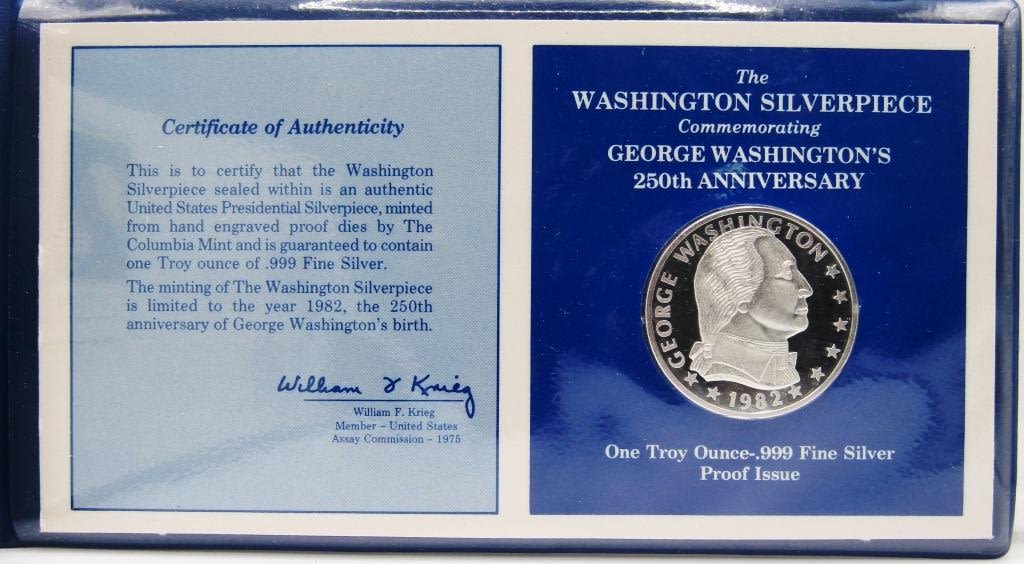 Certificate of Authenticity
This is to certify that the Washington
Silverpiece sealed within is an authentic
United States Presidential Silverpiece, minted
from hand engraved proof dies by The
Columbia Mint and is guaranteed to contain
one Troy ounce of .999 Fine Silver.
The minting of The Washington Silverpiece
is limited to the year 1982, the 250th
anniversary of George Washington's birth.
William F Krieg
William F. Krieg
Member – United States
Assay Commission – 1975
The
WASHINGTON SILVERPIECE
Commemorating
GEORGE WASHINGTON'S
250th ANNIVERSARY
GEORGE WASHINGTON
1982
One Troy Ounce-.999 Fine Silver
Proof Issue